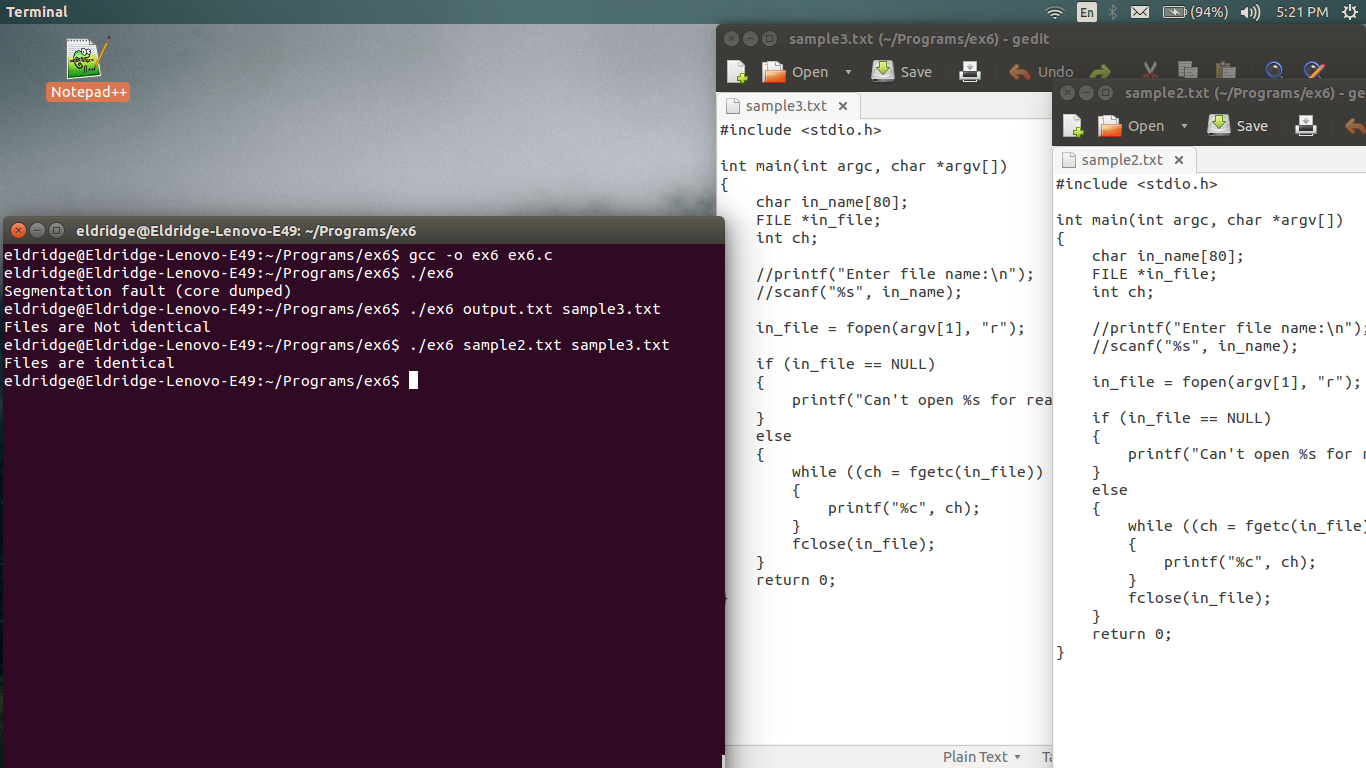 Terminal
En
(94%)
5:21 PM
Notepad++
sample3.txt (~/Programs/ex6) - gedit
Open
Save
Undo
sample3.txt
#include <stdio.h>
int main(int argc, char *argv[])
{
char in_name[80];
FILE *in_file;
int ch;
//printf("Enter file name:\n");
//scanf("%s", in_name);
in_file = fopen(argv[1], "r");
if (in_file == NULL)
{
printf("Can't open %s for rea
}
else
{
while ((ch = fgetc(in_file))
{
printf("%c", ch);
}
fclose(in_file);
}
return 0;
}
Plain Text
Ta
sample2.txt (~/Programs/ex6) - ge
Open
Save
sample2.txt
#include <stdio.h>
int main(int argc, char *argv[])
{
char in_name[80];
FILE *in_file;
int ch;
//printf("Enter file name:\n");
//scanf("%s", in_name);
in_file = fopen(argv[1], "r");
if (in_file == NULL)
{
printf("Can't open %s for r
}
else
{
while ((ch = fgetc(in_file)
{
printf("%c", ch);
}
fclose(in_file);
}
return 0;
}
eldridge@Eldridge-Lenovo-E49: ~/Programs/ex6
eldridge@Eldridge-Lenovo-E49:~/Programs/ex6$ gcc -o ex6 ex6.c
eldridge@Eldridge-Lenovo-E49:~/Programs/ex6$ ./ex6
Segmentation fault (core dumped)
eldridge@Eldridge-Lenovo-E49:~/Programs/ex6$ ./ex6 output.txt sample3.txt
Files are Not identical
eldridge@Eldridge-Lenovo-E49:~/Programs/ex6$ ./ex6 sample2.txt sample3.txt
Files are identical
eldridge@Eldridge-Lenovo-E49:~/Programs/ex6$